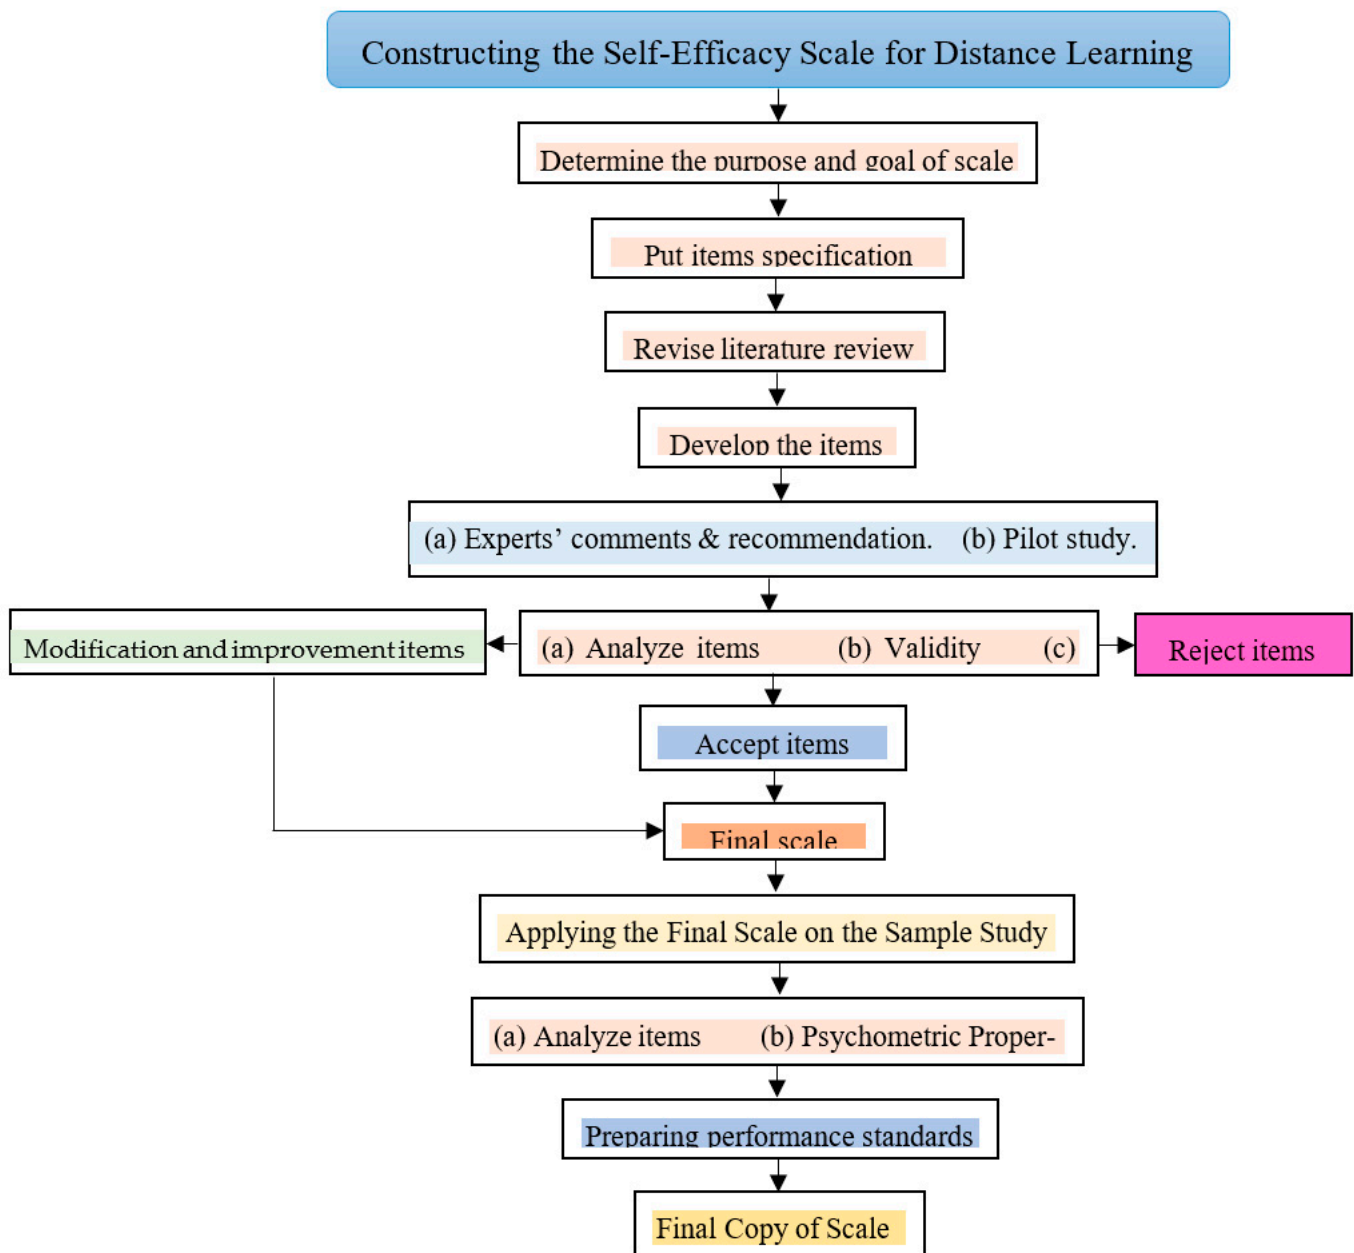 Constructing the Self-Efficacy Scale for Distance Learning
Determine the purpose and goal of scale
Put items specification
Revise literature review
Develop the items
(a) Experts’ comments & recommendation. (b) Pilot study.
Modification and improvement items
(a) Analyze items (b) Validity (c)
Reject items
Accept items
Final scale
Applying the Final Scale on the Sample Study
(a) Analyze items (b) Psychometric Proper-
Preparing performance standards
Final Copy of Scale